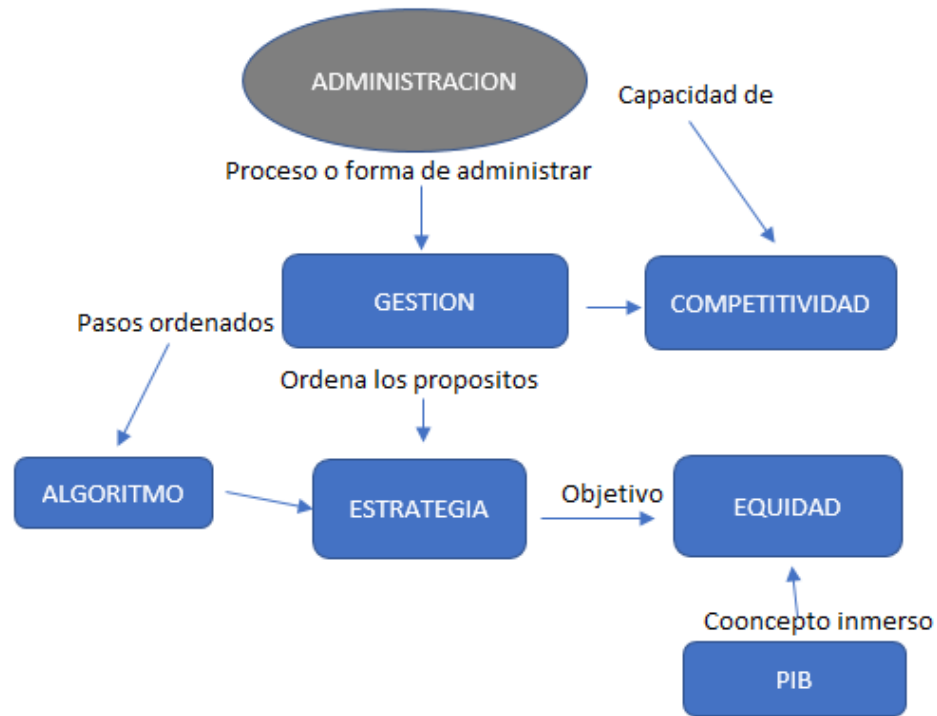 ADMINISTRACION
Capacidad de
Proceso o forma de administrar
GESTION
COMPETITIVIDAD
Pasos ordenados
Ordena los propositos
ALGORITMO
ESTRATEGIA
Objetivo
EQUIDAD
Cooncepto inmerso
PIB